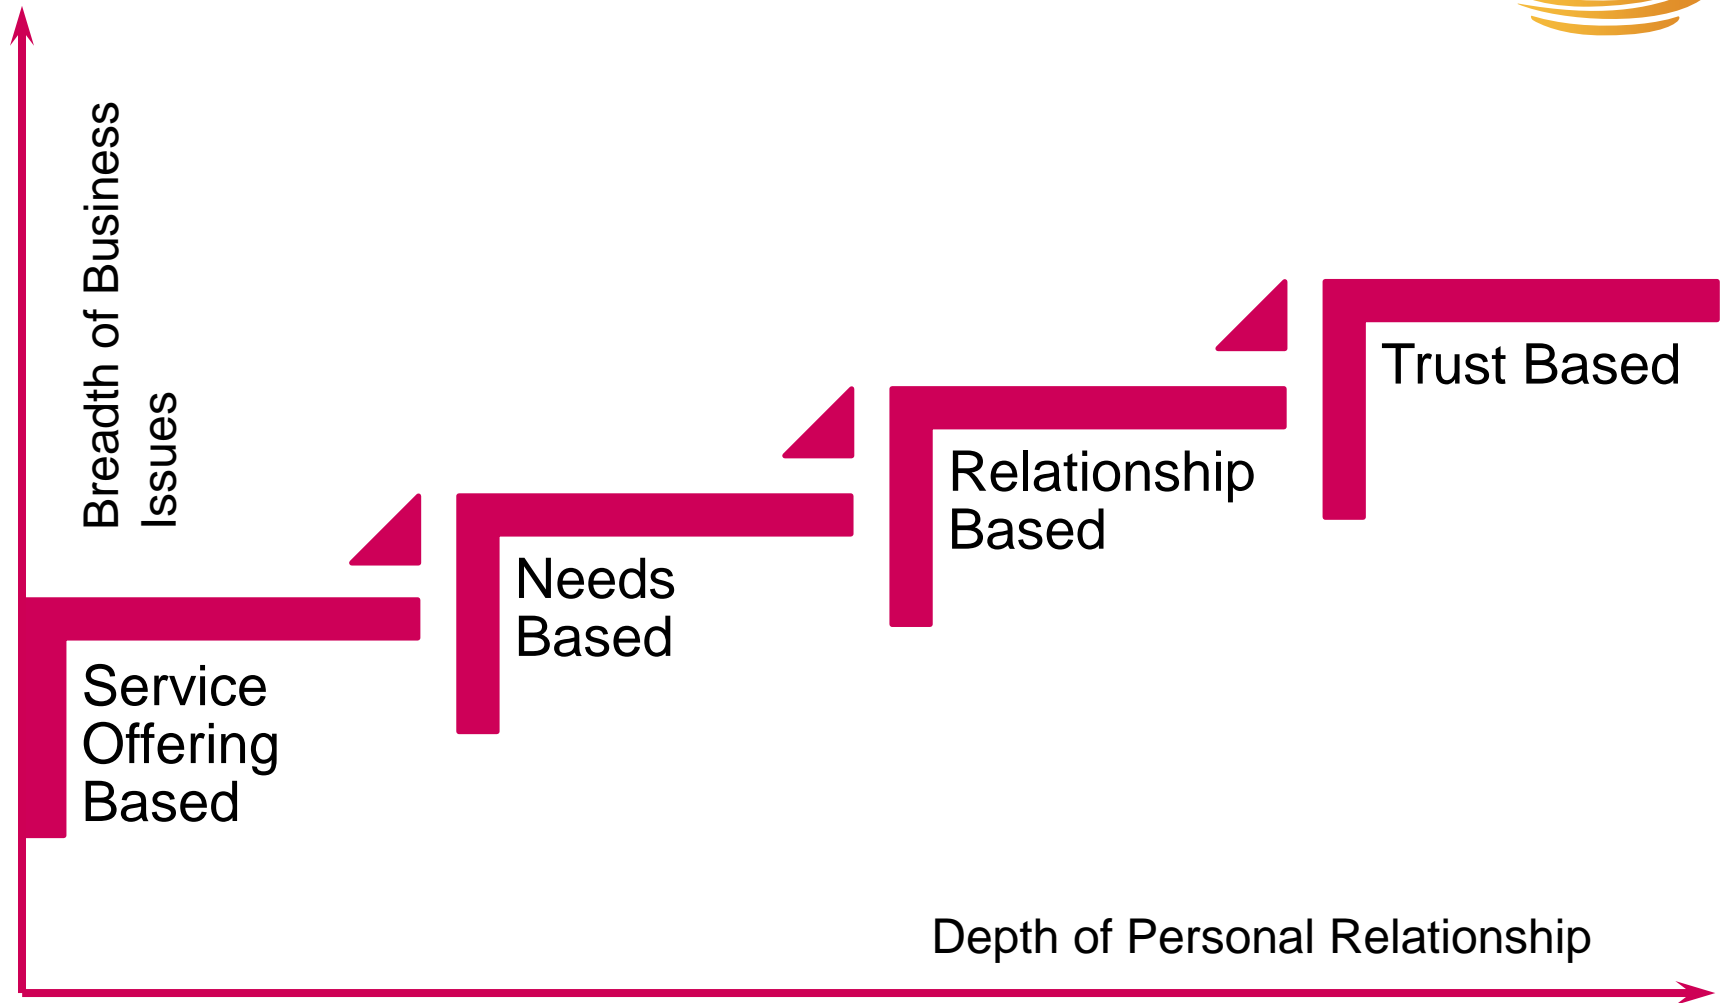 Breadth of Business
Issues
Service
Offering
Based
Needs
Based
Relationship
Based
Trust Based
Depth of Personal Relationship